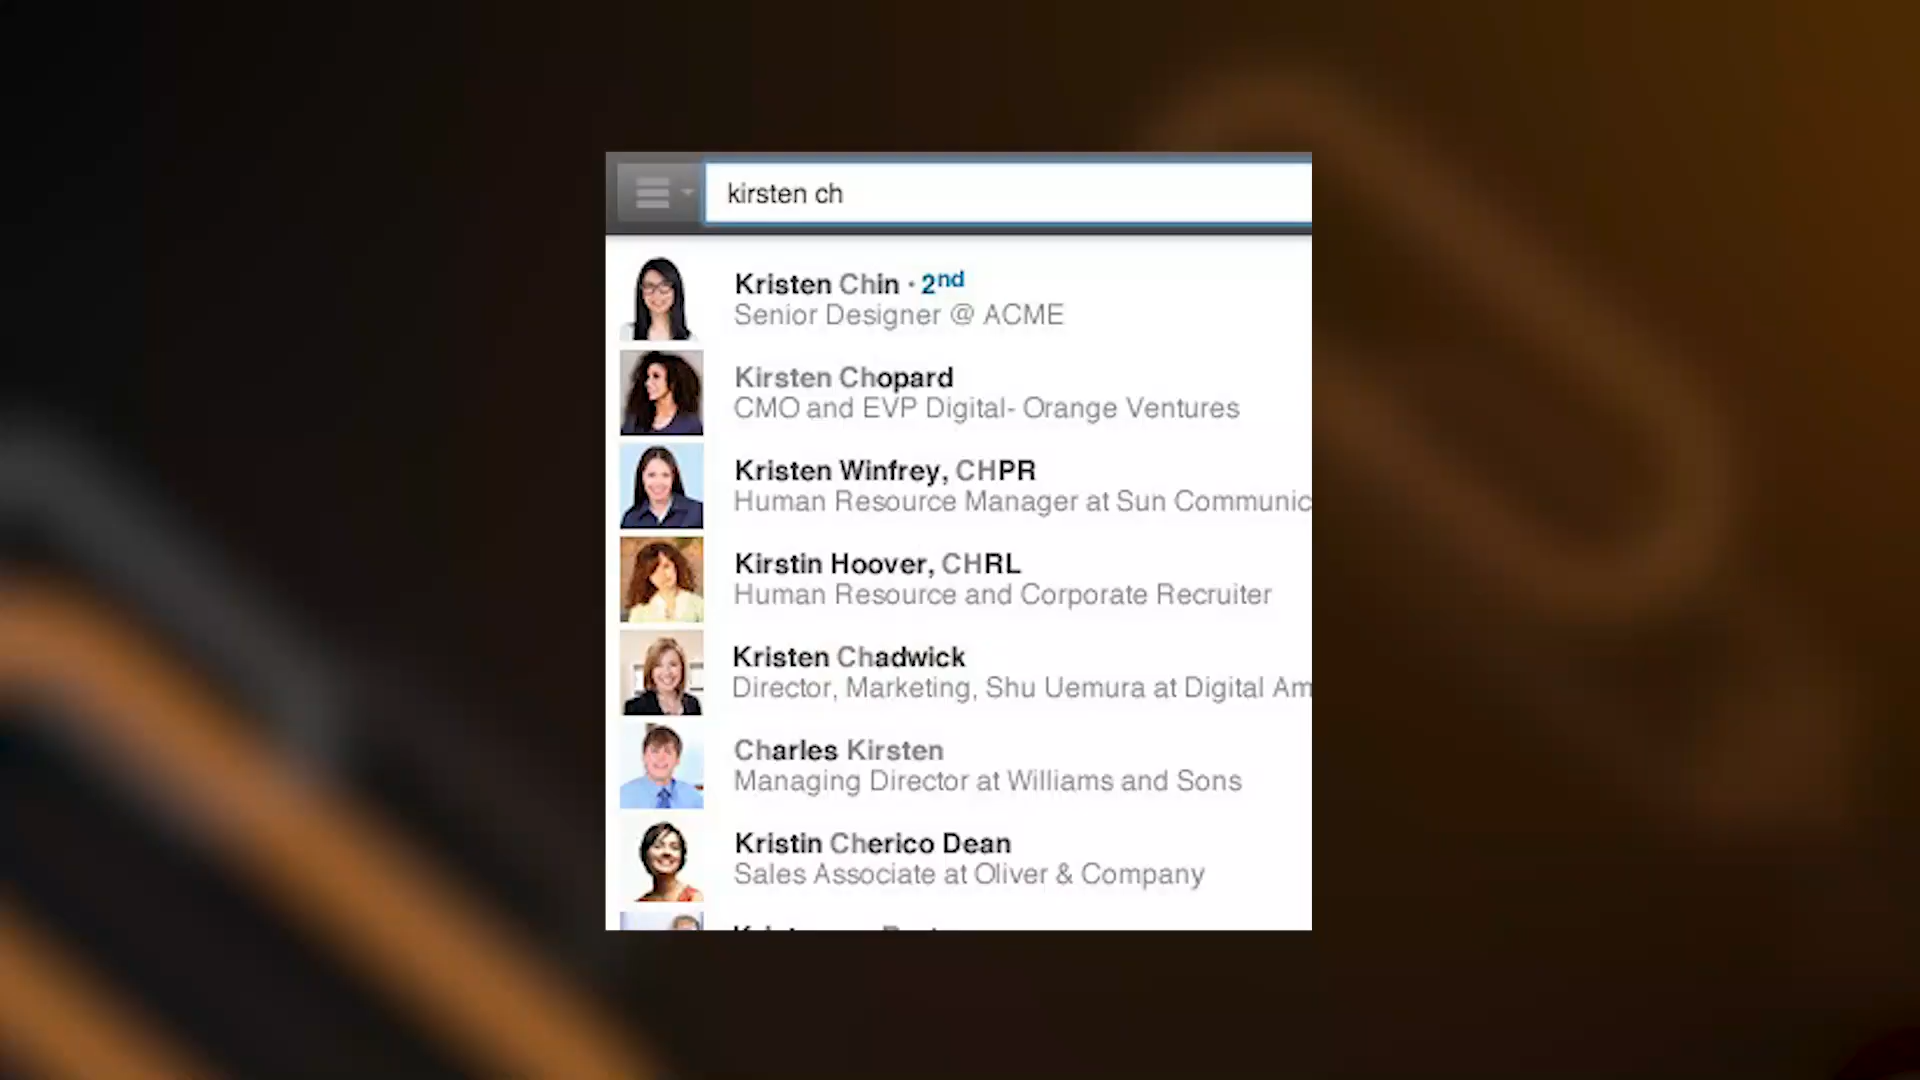 kirsten ch
Kristen Chin · 2nd
Senior Designer @ ACME
Kirsten Chopard
CMO and EVP Digital- Orange Ventures
Kristen Winfrey, CHPR
Human Resource Manager at Sun Communic
Kirstin Hoover, CHRL
Human Resource and Corporate Recruiter
Kristen Chadwick
Director, Marketing, Shu Uemura at Digital Am
Charles Kirsten
Managing Director at Williams and Sons
Kristin Cherico Dean
Sales Associate at Oliver & Company